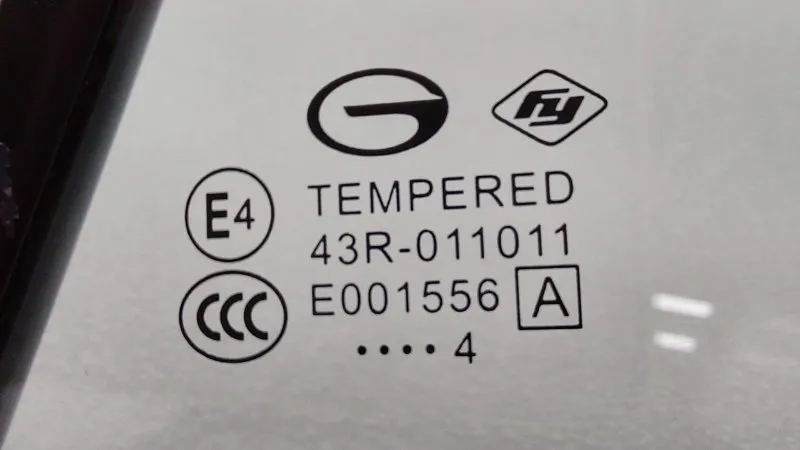 FY
E4
TEMPERED
43R-011011
CCC
E001556 A
....4